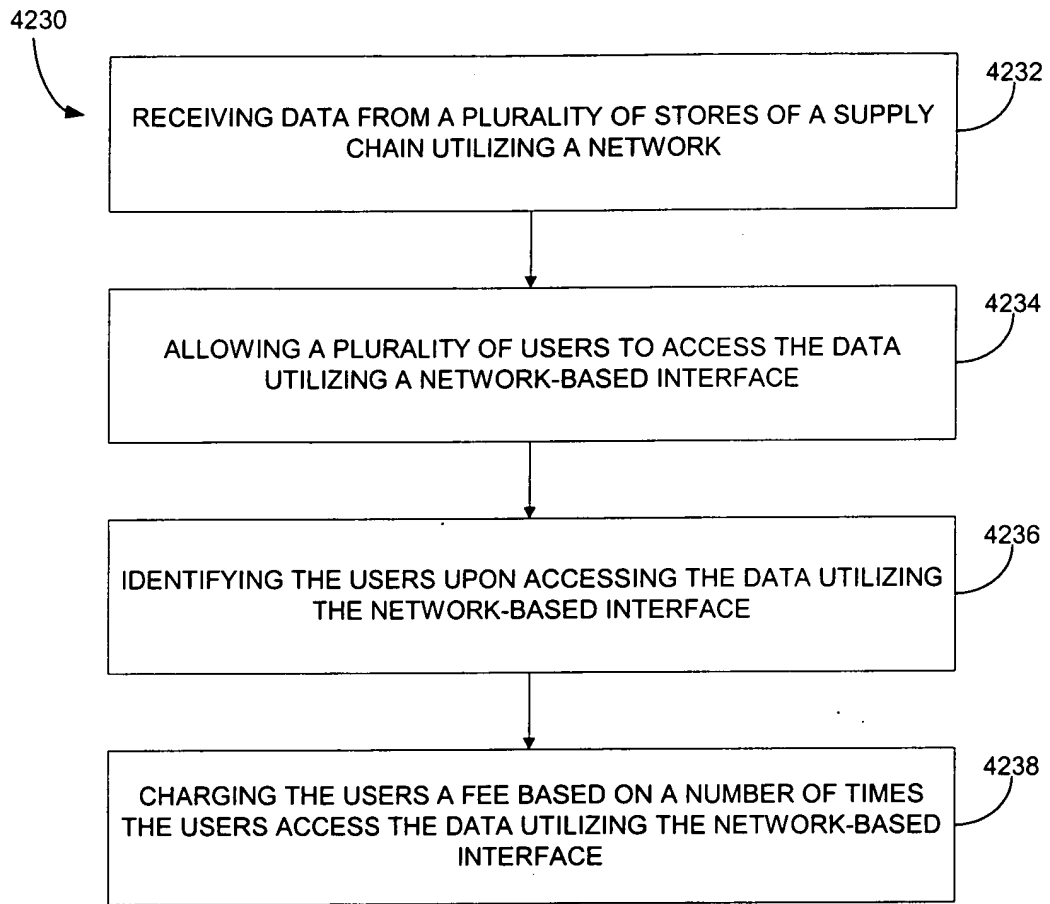 4230
4232
RECEIVING DATA FROM A PLURALITY OF STORES OF A SUPPLY
CHAIN UTILIZING A NETWORK
4234
ALLOWING A PLURALITY OF USERS TO ACCESS THE DATA
UTILIZING A NETWORK-BASED INTERFACE
4236
IDENTIFYING THE USERS UPON ACCESSING THE DATA UTILIZING
THE NETWORK-BASED INTERFACE
4238
CHARGING THE USERS A FEE BASED ON A NUMBER OF TIMES
THE USERS ACCESS THE DATA UTILIZING THE NETWORK-BASED
INTERFACE